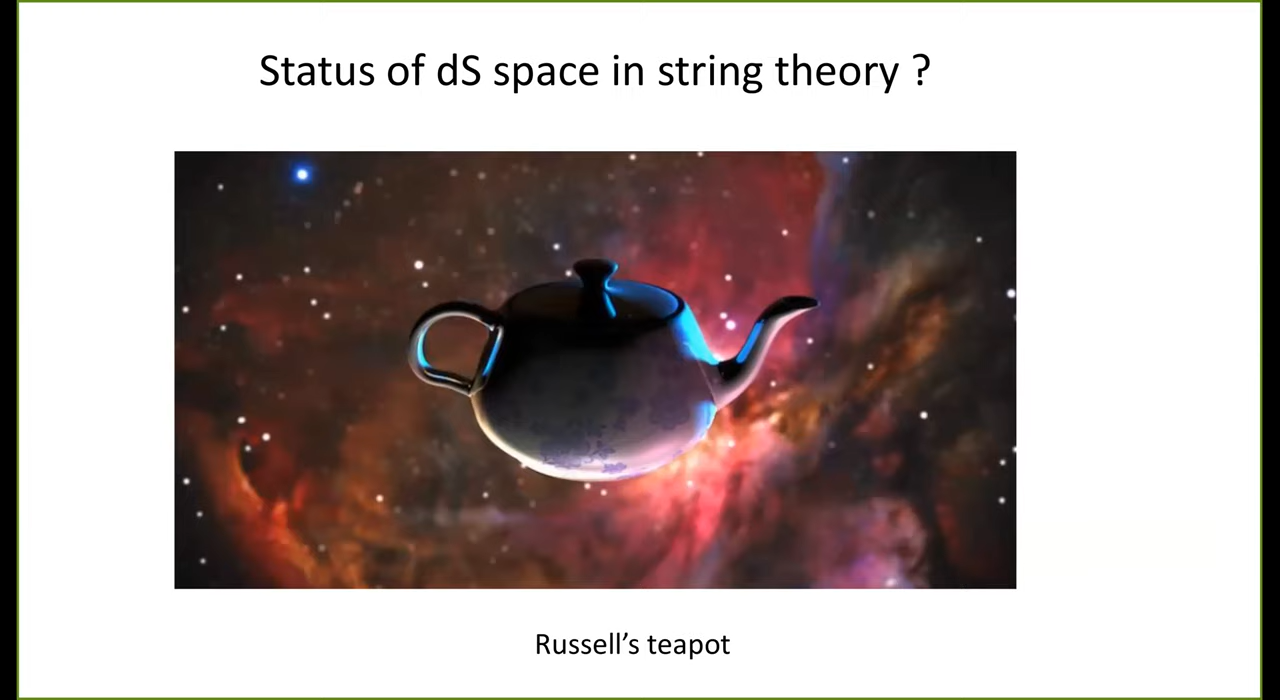 Status of dS space in string theory ?
Russell’s teapot